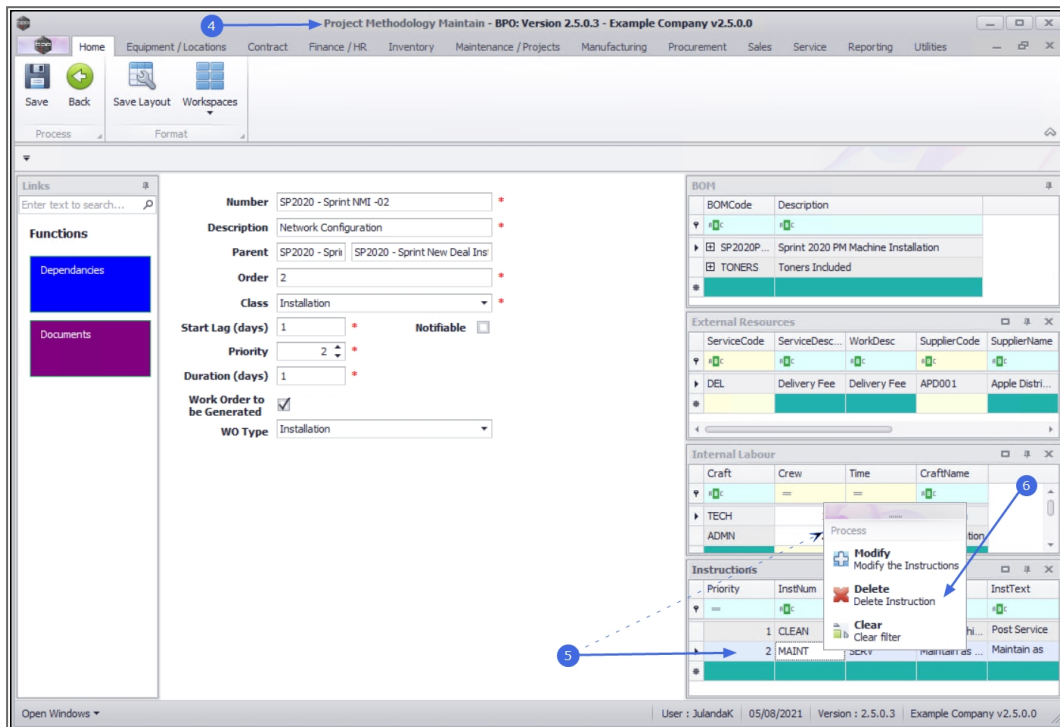 4
Project Methodology Maintain - BPO: Version 2.5.0.3 - Example Company v2.5.0.0
Home Equipment / Locations Contract Finance / HR Inventory Maintenance / Projects Manufacturing Procurement Sales Service Reporting Utilities
Save Back Save Layout Workspaces
Process Format
Links
Enter text to search...
Functions
Dependancies
Documents
Number SP2020 - Sprint NMI -02 *
Description Network Configuration *
Parent SP2020 - Spri SP2020 - Sprint New Deal Ins
Order 2 *
Class Installation *
Start Lag (days) 1 * Notifiable
Priority 2 *
Duration (days) 1 *
Work Order to
be Generated
WO Type Installation
BOM
BOMCode Description
SP2020P... Sprint 2020 PM Machine Installation
TONERS Toners Included
External Resources
ServiceCode ServiceDesc... WorkDesc SupplierCode SupplierName
DEL Delivery Fee Delivery Fee APD001 Apple Distri...
Internal Labour
Craft Crew Time CraftName
6
TECH
ADMN tion
Process
Modify
Modify the Instructions
Delete
Delete Instruction
Clear
Clear filter
Instructions
Priority InstNum InstText
1 CLEAN hi... Post Service
5
2 MAINT SERV Maintain as ... Maintain as
Open Windows User : JulandaK 05/08/2021 Version : 2.5.0.3 Example Company v2.5.0.0